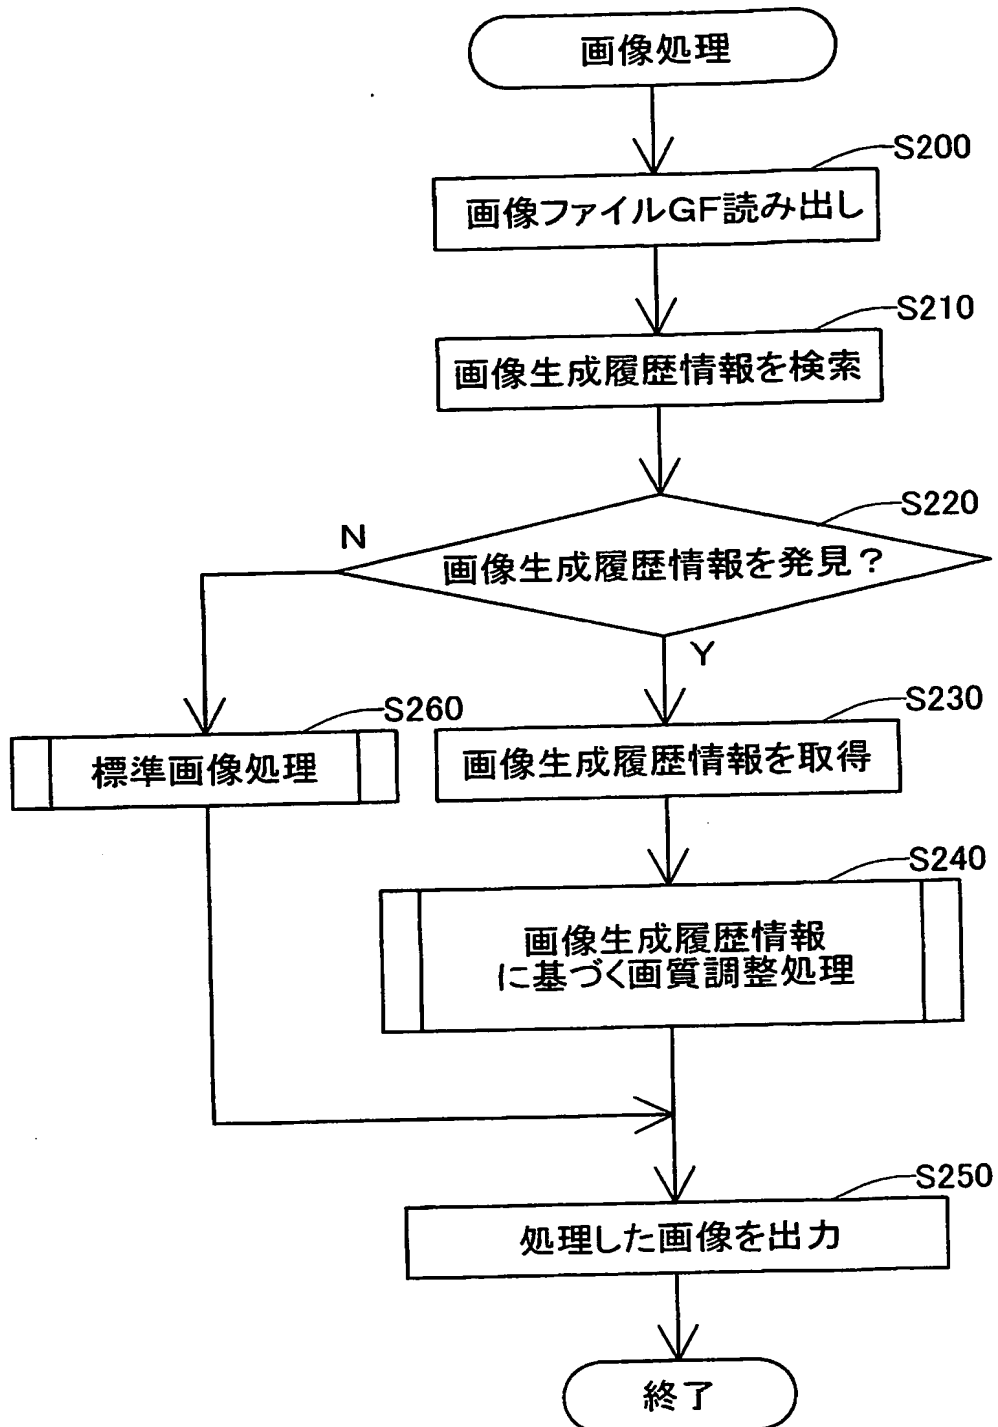 画像処理
S200
画像ファイルGF読み出し
S210
画像生成履歴情報を検索
S220
画像生成履歴情報を発見?
N
Y
S230
画像生成履歴情報を取得
S260
標準画像処理
S240
画像生成履歴情報
に基づく画質調整処理
S250
処理した画像を出力
終了